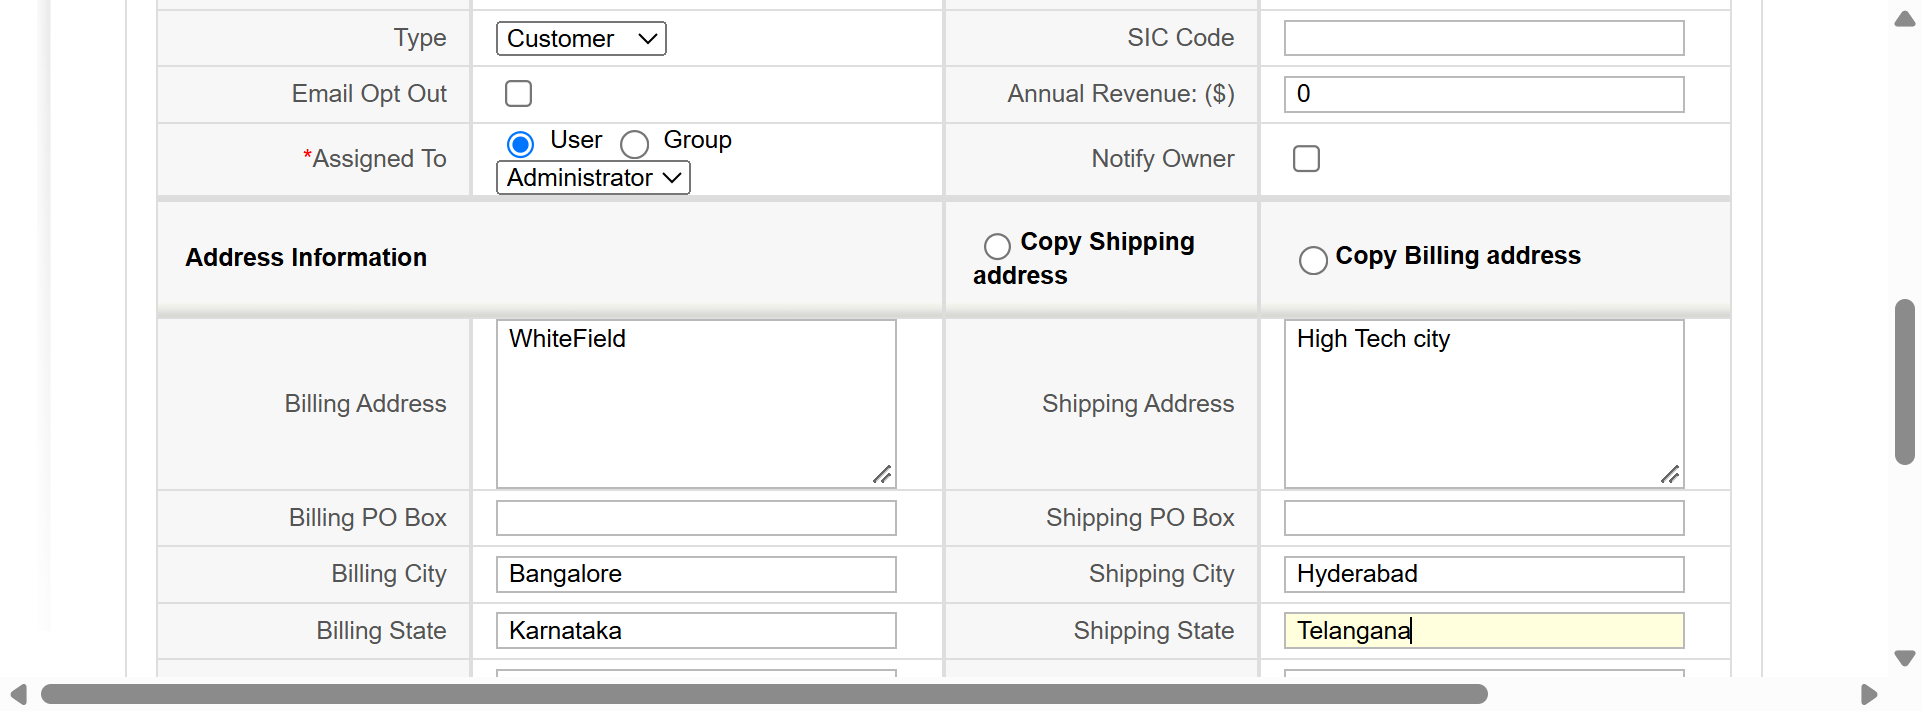 Type Customer SIC Code
Email Opt Out Annual Revenue: ($) 0
*Assigned To User Group Notify Owner
Administrator
Address Information Copy Shipping address Copy Billing address
Billing Address WhiteField Shipping Address High Tech city
Billing PO Box Shipping PO Box
Billing City Bangalore Shipping City Hyderabad
Billing State Karnataka Shipping State Telangana